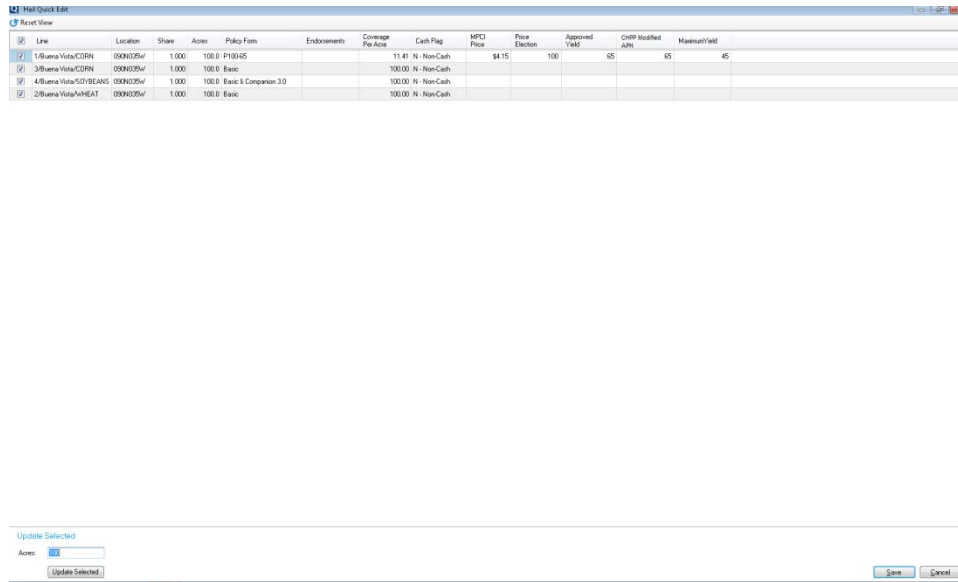 Hail Quick Edit
Reset View
Line Location Share Acres Policy Form Endorsements Coverage Per Acre Cash Flag MPCI Price Price Election Approved Yield CHPP Modified APH MaximumYield
1/Buena Vista/CORN 090N035W 1.000 100.0 P100-65 11.41 N - Non-Cash $4.15 100 65 65 45
3/Buena Vista/CORN 090N035W 1.000 100.0 Basic 100.00 N - Non-Cash
4/Buena Vista/SOYBEANS 090N035W 1.000 100.0 Basic & Companion 3.0 100.00 N - Non-Cash
2/Buena Vista/WHEAT 090N035W 1.000 100.0 Basic 100.00 N - Non-Cash
Update Selected
Acres: 100
Update Selected
Save Cancel